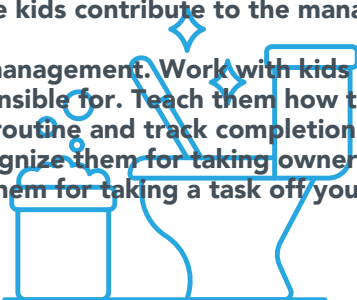 e kids contribute to the mana
anagement. Work with kids
nsible for. Teach them how t
routine and track completion
gnize them for taking owner
hem for taking a task off you